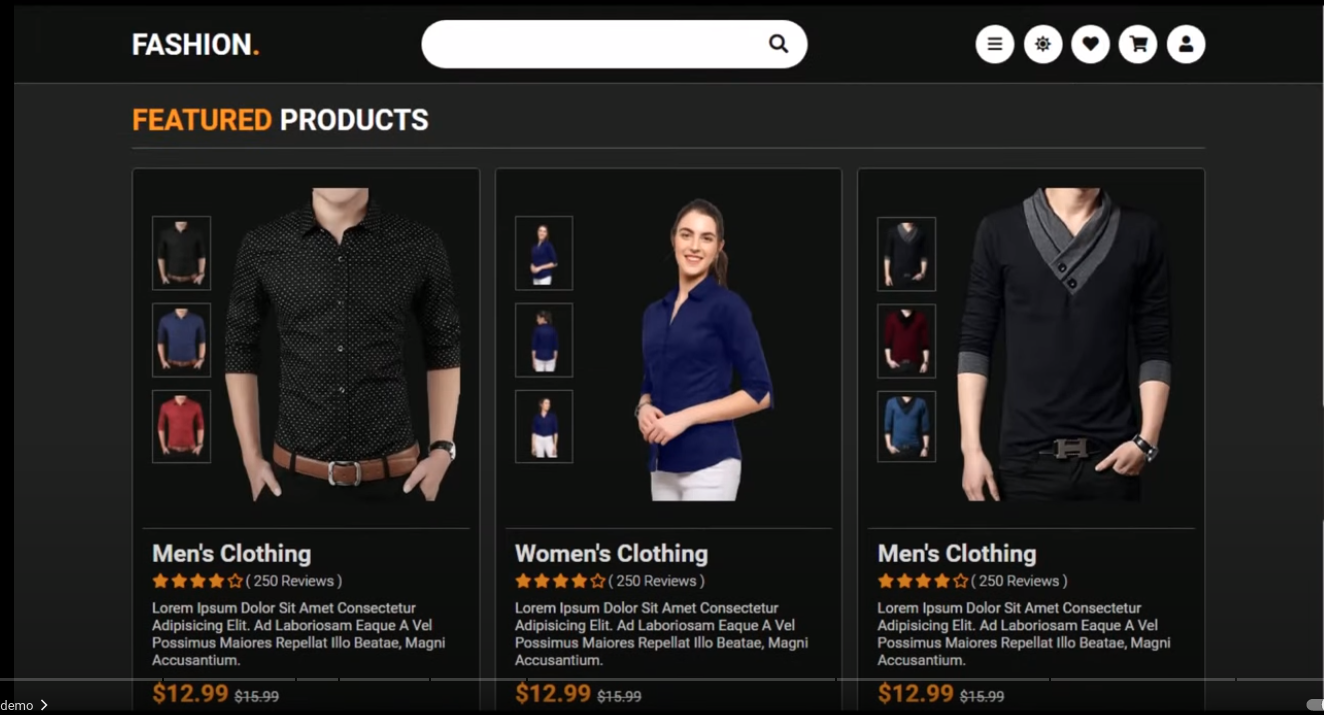 FASHION.
FEATURED PRODUCTS
Men's Clothing
( 250 Reviews )
Lorem Ipsum Dolor Sit Amet Consectetur
Adipisicing Elit. Ad Laboriosam Eaque A Vel
Possimus Maiores Repellat Illo Beatae, Magni
Accusantium.
$12.99 $15.99
Women's Clothing
( 250 Reviews )
Lorem Ipsum Dolor Sit Amet Consectetur
Adipisicing Elit. Ad Laboriosam Eaque A Vel
Possimus Maiores Repellat Illo Beatae, Magni
Accusantium.
$12.99 $15.99
Men's Clothing
( 250 Reviews )
Lorem Ipsum Dolor Sit Amet Consectetur
Adipisicing Elit. Ad Laboriosam Eaque A Vel
Possimus Maiores Repellat Illo Beatae, Magni
Accusantium.
$12.99 $15.99
demo